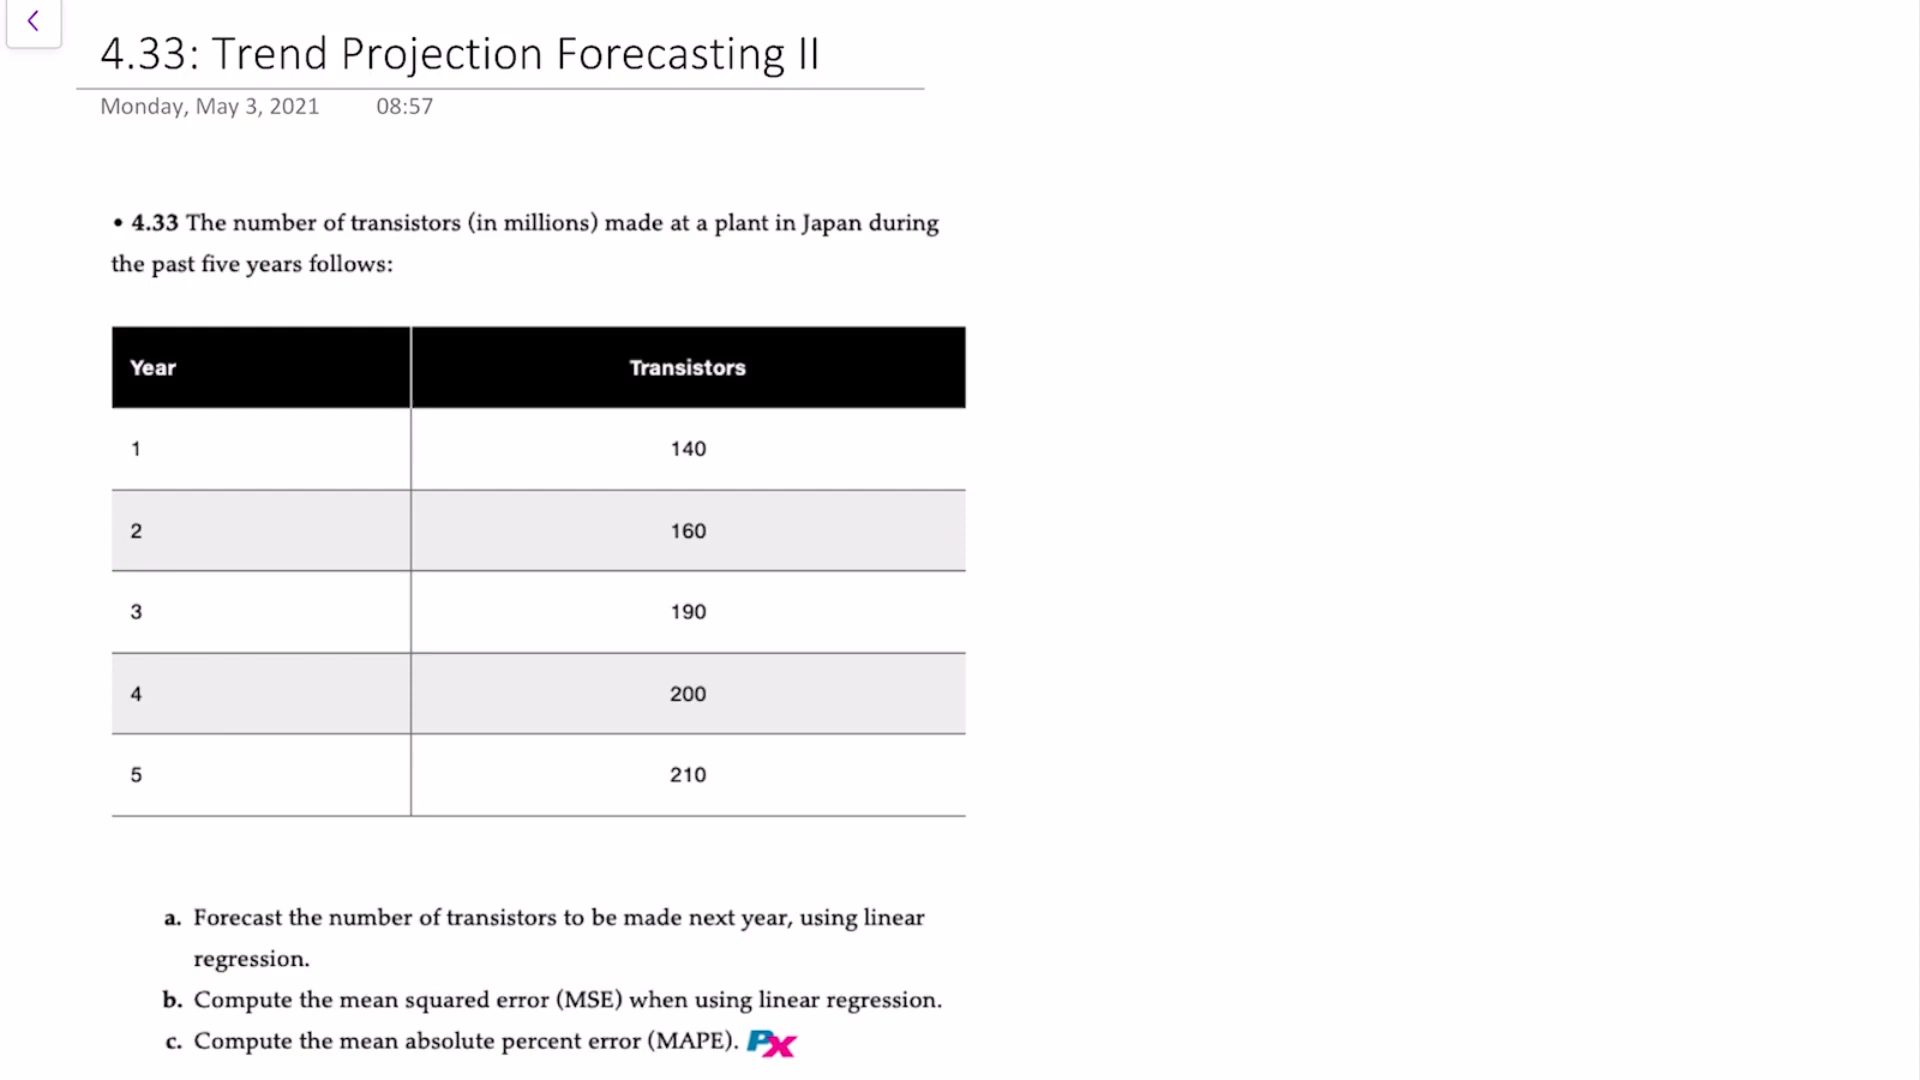 4.33: Trend Projection Forecasting II
Monday, May 3, 2021 08:57
• 4.33 The number of transistors (in millions) made at a plant in Japan during
the past five years follows:
Year Transistors
1 140
2 160
3 190
4 200
5 210
a. Forecast the number of transistors to be made next year, using linear
regression.
b. Compute the mean squared error (MSE) when using linear regression.
c. Compute the mean absolute percent error (MAPE). PX